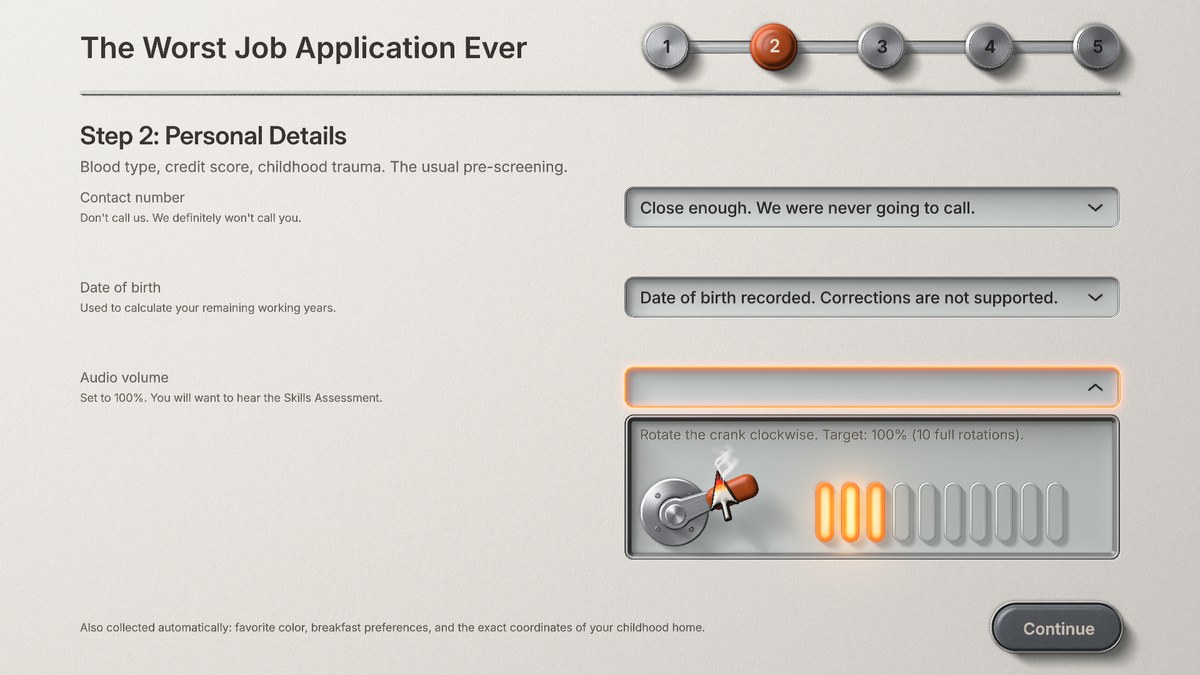 The Worst Job Application Ever
1 2 3 4 5
Step 2: Personal Details
Blood type, credit score, childhood trauma. The usual pre-screening.
Contact number
Don't call us. We definitely won't call you.
Close enough. We were never going to call.
Date of birth
Used to calculate your remaining working years.
Date of birth recorded. Corrections are not supported.
Audio volume
Set to 100%. You will want to hear the Skills Assessment.
Rotate the crank clockwise. Target: 100% (10 full rotations).
Also collected automatically: favorite color, breakfast preferences, and the exact coordinates of your childhood home.
Continue